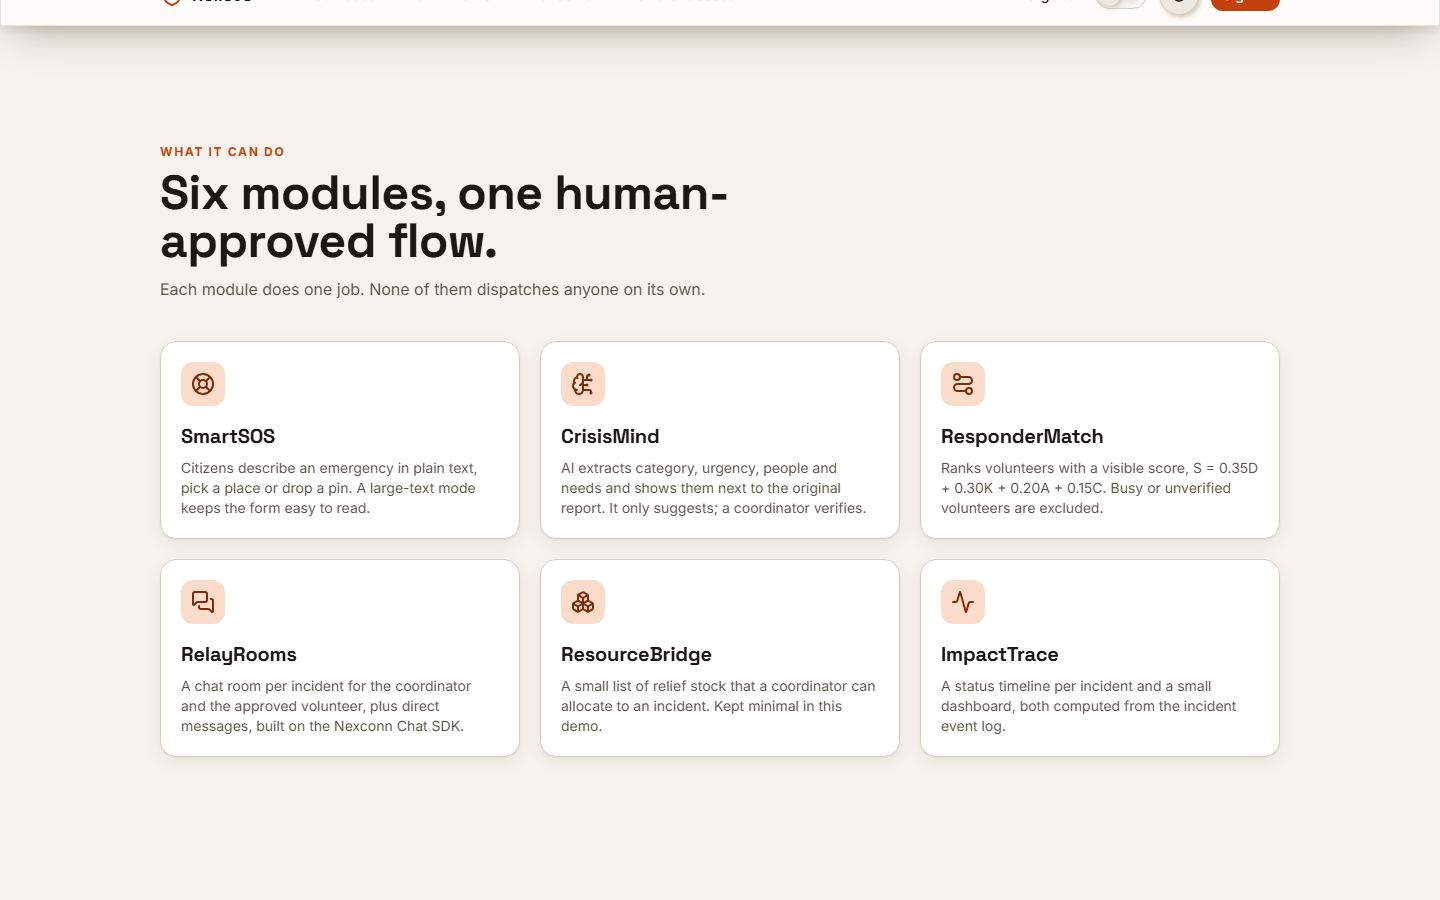 WHAT IT CAN DO
Six modules, one human-
approved flow.
Each module does one job. None of them dispatches anyone on its own.
SmartSOS
Citizens describe an emergency in plain text,
pick a place or drop a pin. A large-text mode
keeps the form easy to read.
CrisisMind
AI extracts category, urgency, people and
needs and shows them next to the original
report. It only suggests; a coordinator verifies.
ResponderMatch
Ranks volunteers with a visible score, S = 0.35D
+ 0.30K + 0.20A + 0.15C. Busy or unverified
volunteers are excluded.
RelayRooms
A chat room per incident for the coordinator
and the approved volunteer, plus direct
messages, built on the Nexconn Chat SDK.
ResourceBridge
A small list of relief stock that a coordinator can
allocate to an incident. Kept minimal in this
demo.
ImpactTrace
A status timeline per incident and a small
dashboard, both computed from the incident
event log.